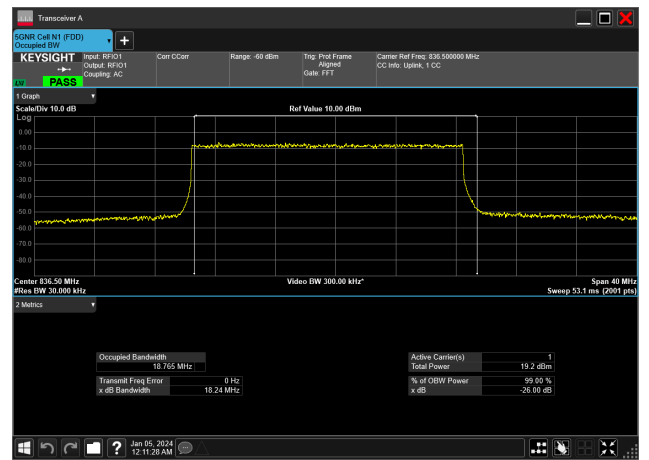 Transceiver A
5GNR Cell N1 (FDD)
Occupied BW
KEYSIGHT Input: RFIO1 Corr CCorr Range: -60 dBm Trig: Prot Frame Carrier Ref Freq: 836.500000 MHz
Output: RFIO1 Aligned CC Info: Uplink, 1 CC
Coupling: AC Gate: FFT
PASS
1 Graph
Scale/Div 10.0 dB Ref Value 10.00 dBm
Log
0.00
-10.0
-20.0
-30.0
-40.0
-50.0
-60.0
-70.0
-80.0
Center 836.50 MHz Video BW 300.00 kHz* Span 40 MHz
#Res BW 30.000 kHz Sweep 53.1 ms (2001 pts)
2 Metrics
Occupied Bandwidth Active Carrier(s) 1
18.765 MHz Total Power 19.2 dBm
Transmit Freq Error 0 Hz % of OBW Power 99.00 %
x dB Bandwidth 18.24 MHz x dB -26.00 dB
Jan 05, 2024
12:11:28 AM